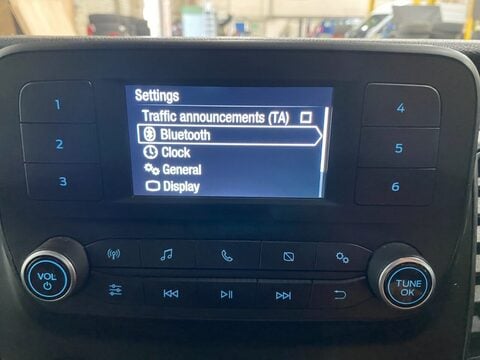 Settings
Traffic announcements (TA)
Bluetooth
Clock
General
Display
1
2
3
4
5
6
VOL
TUNE
OK